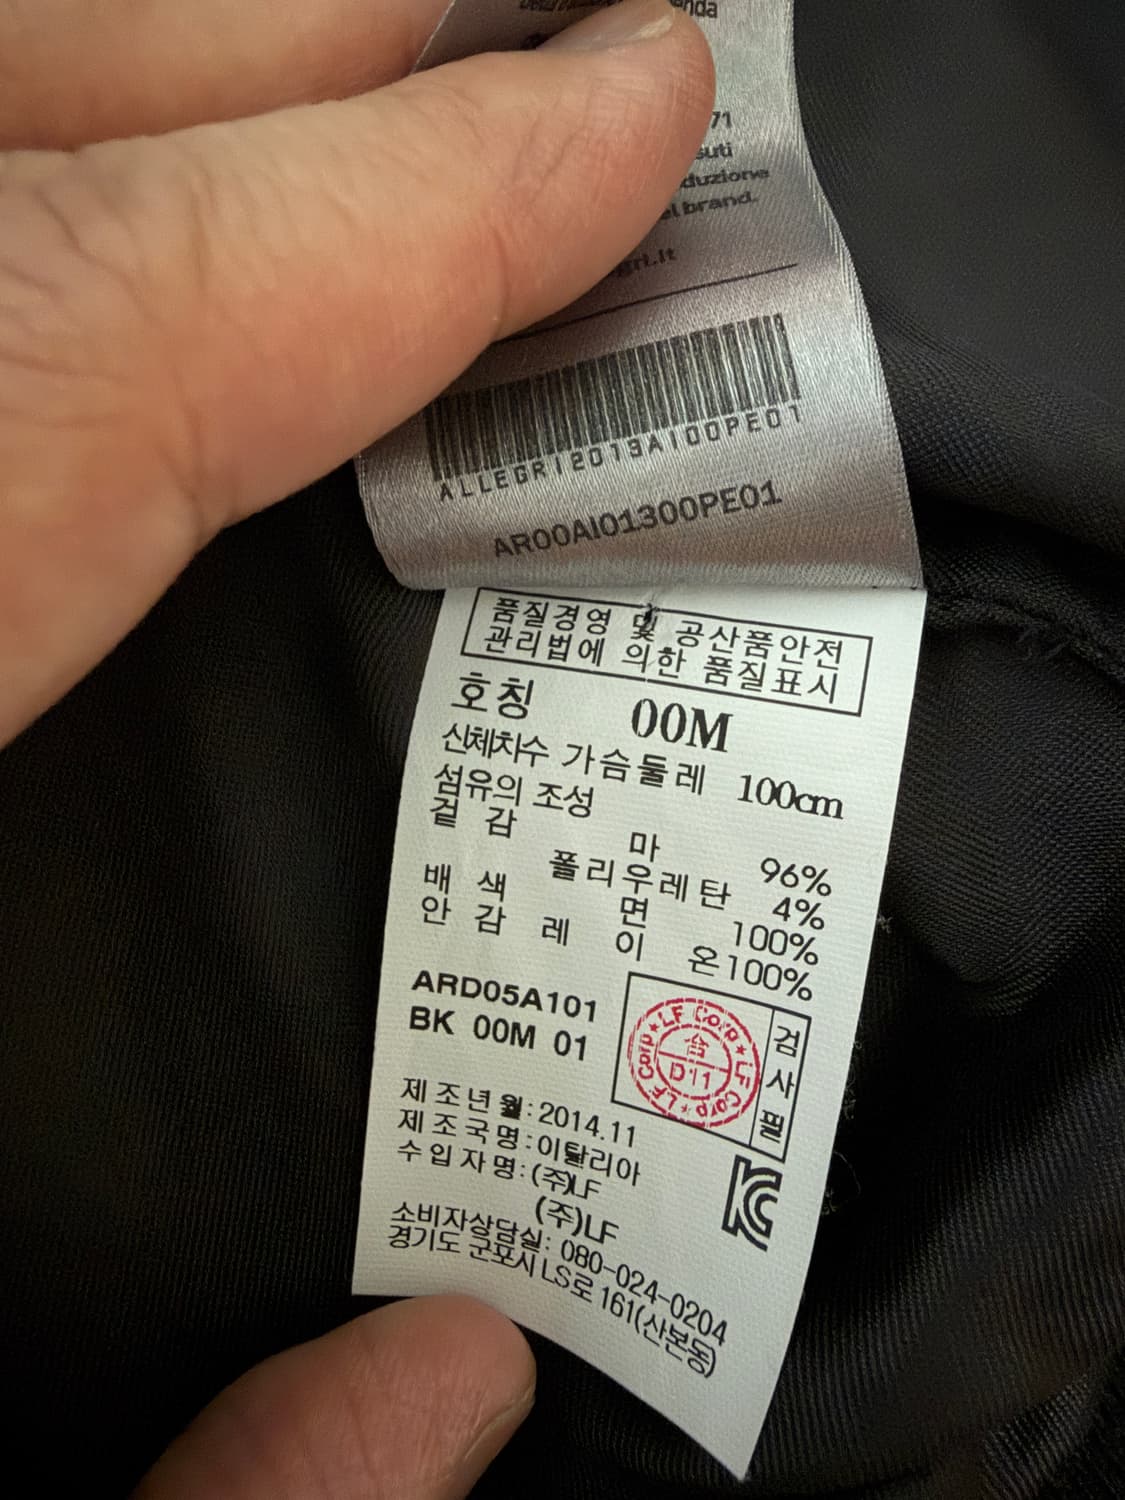 71
suti
duzione
el brand.
gri.it
ALLEGRI2013AI00PE01
AR00AI01300PE01
품질경영 및 공산품안전
관리법에 의한 품질표시
호칭 00M
신체치수 가슴둘레 100cm
섬유의 조성
겉 감 마 96%
폴리우레탄 4%
배 색 면 100%
안 감 레 이 온 100%
ARD05A101
BK 00M 01
LF Corp ★ LF Corp ★ LF Corp ★
合
D11
검사필
제조년월:2014.11
제조국명:이탈리아
수입자명:(주)LF
(주)LF
소비자상담실: 080-024-0204
경기도 군포시 LS로 161(산본동)